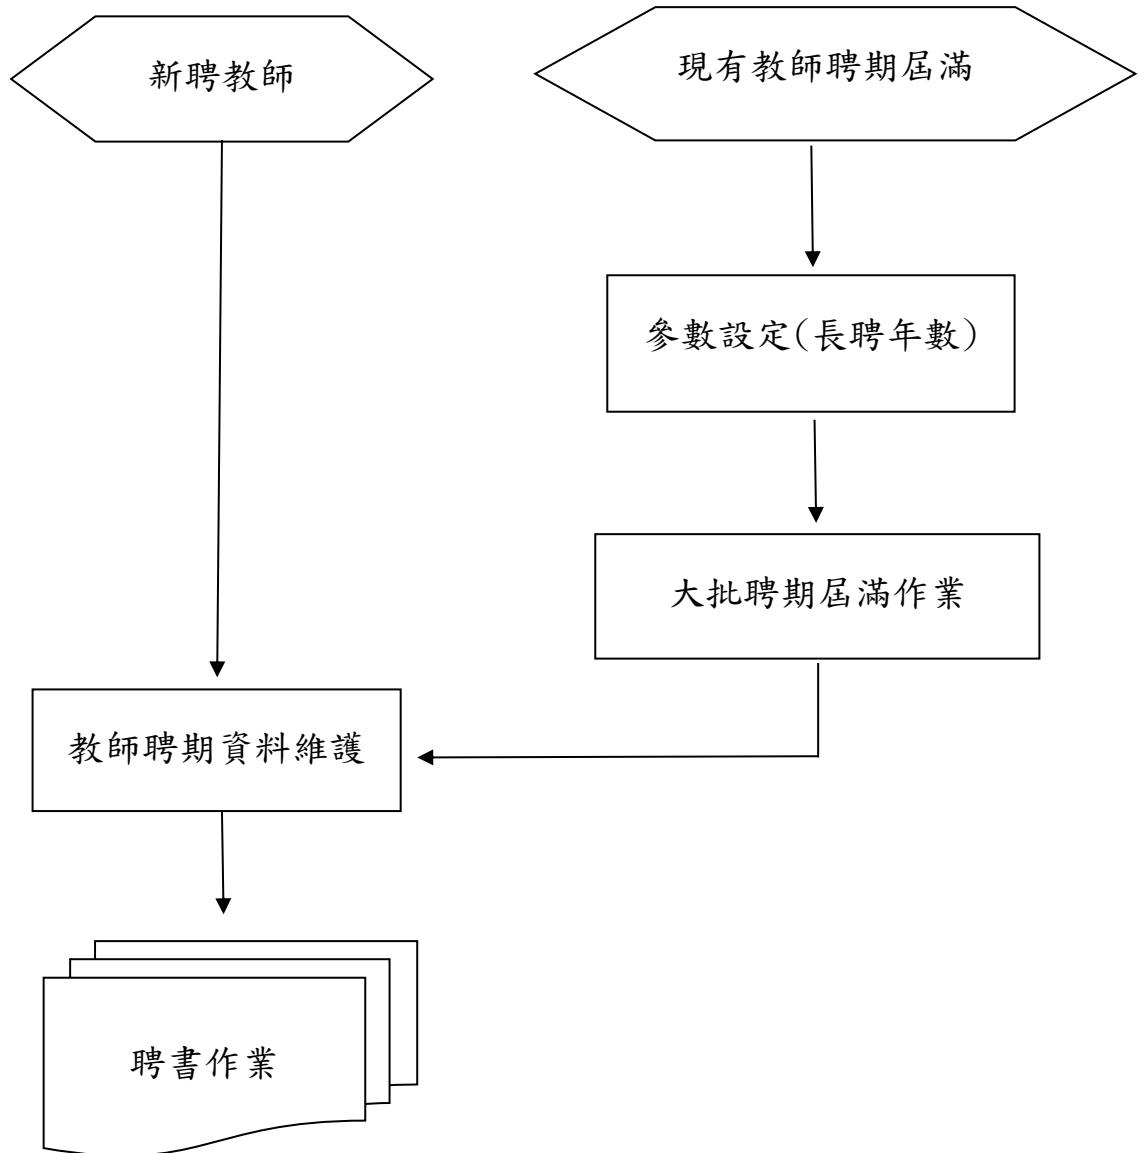 新聘教師
現有教師聘期屆滿
參數設定(長聘年數)
大批聘期屆滿作業
教師聘期資料維護
聘書作業